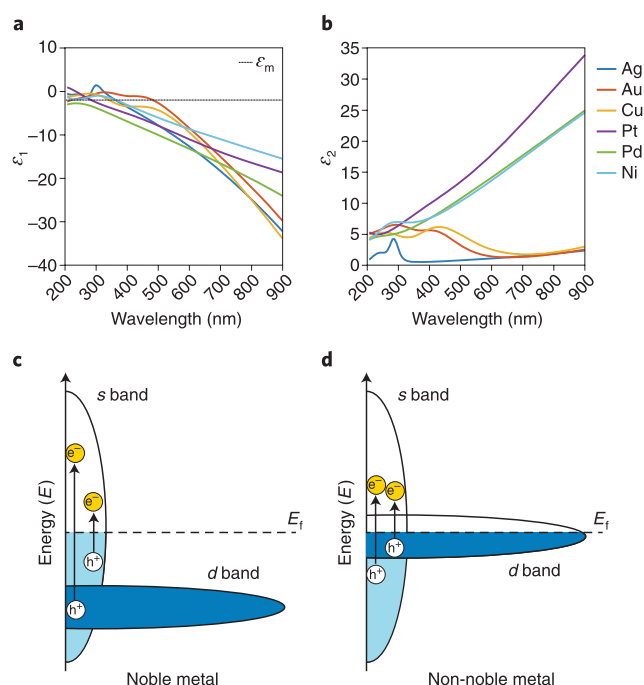 a
10
0
−10
−20
−30
−40
ε1
εm
200
300
400
500
600
700
800
900
Wavelength (nm)
b
35
30
25
20
15
10
5
0
ε2
200
300
400
500
600
700
800
900
Wavelength (nm)
Ag
Au
Cu
Pt
Pd
Ni
c
s band
Energy (E)
e−
e−
Ef
h+
d band
h+
Noble metal
d
s band
Energy (E)
e− e−
Ef
h+
h+
d band
Non-noble metal